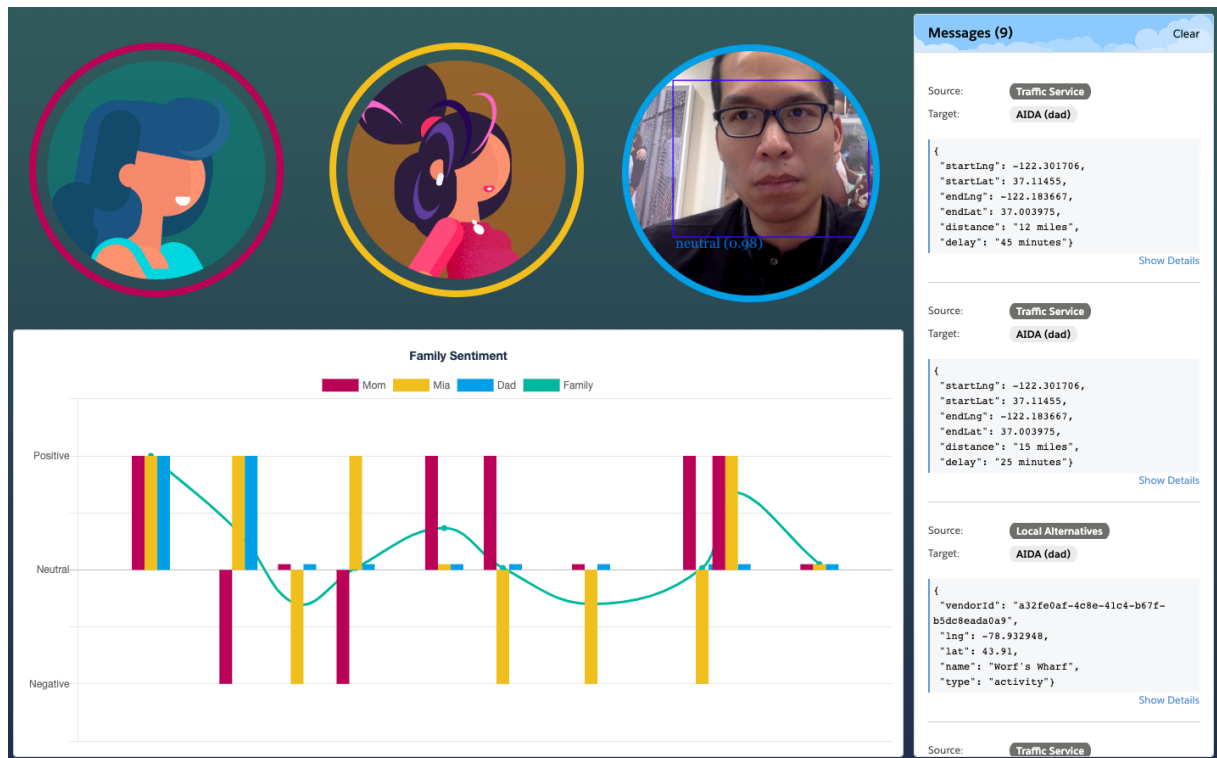 neutral (0.98)
Family Sentiment
Mom Mia Dad Family
Positive
Neutral
Negative
Messages (9) Clear
Source: Traffic Service
Target: AIDA (dad)
{
"startLng": -122.301706,
"startLat": 37.11455,
"endLng": -122.183667,
"endLat": 37.003975,
"distance": "12 miles",
"delay": "45 minutes"}
Show Details
Source: Traffic Service
Target: AIDA (dad)
{
"startLng": -122.301706,
"startLat": 37.11455,
"endLng": -122.183667,
"endLat": 37.003975,
"distance": "15 miles",
"delay": "25 minutes"}
Show Details
Source: Local Alternatives
Target: AIDA (dad)
{
"vendorId": "a32fe0af-4c8e-41c4-b67f-
b5dc8eada0a9",
"lng": -78.932948,
"lat": 43.91,
"name": "Worf's Wharf",
"type": "activity"}
Show Details
Source: Traffic Service